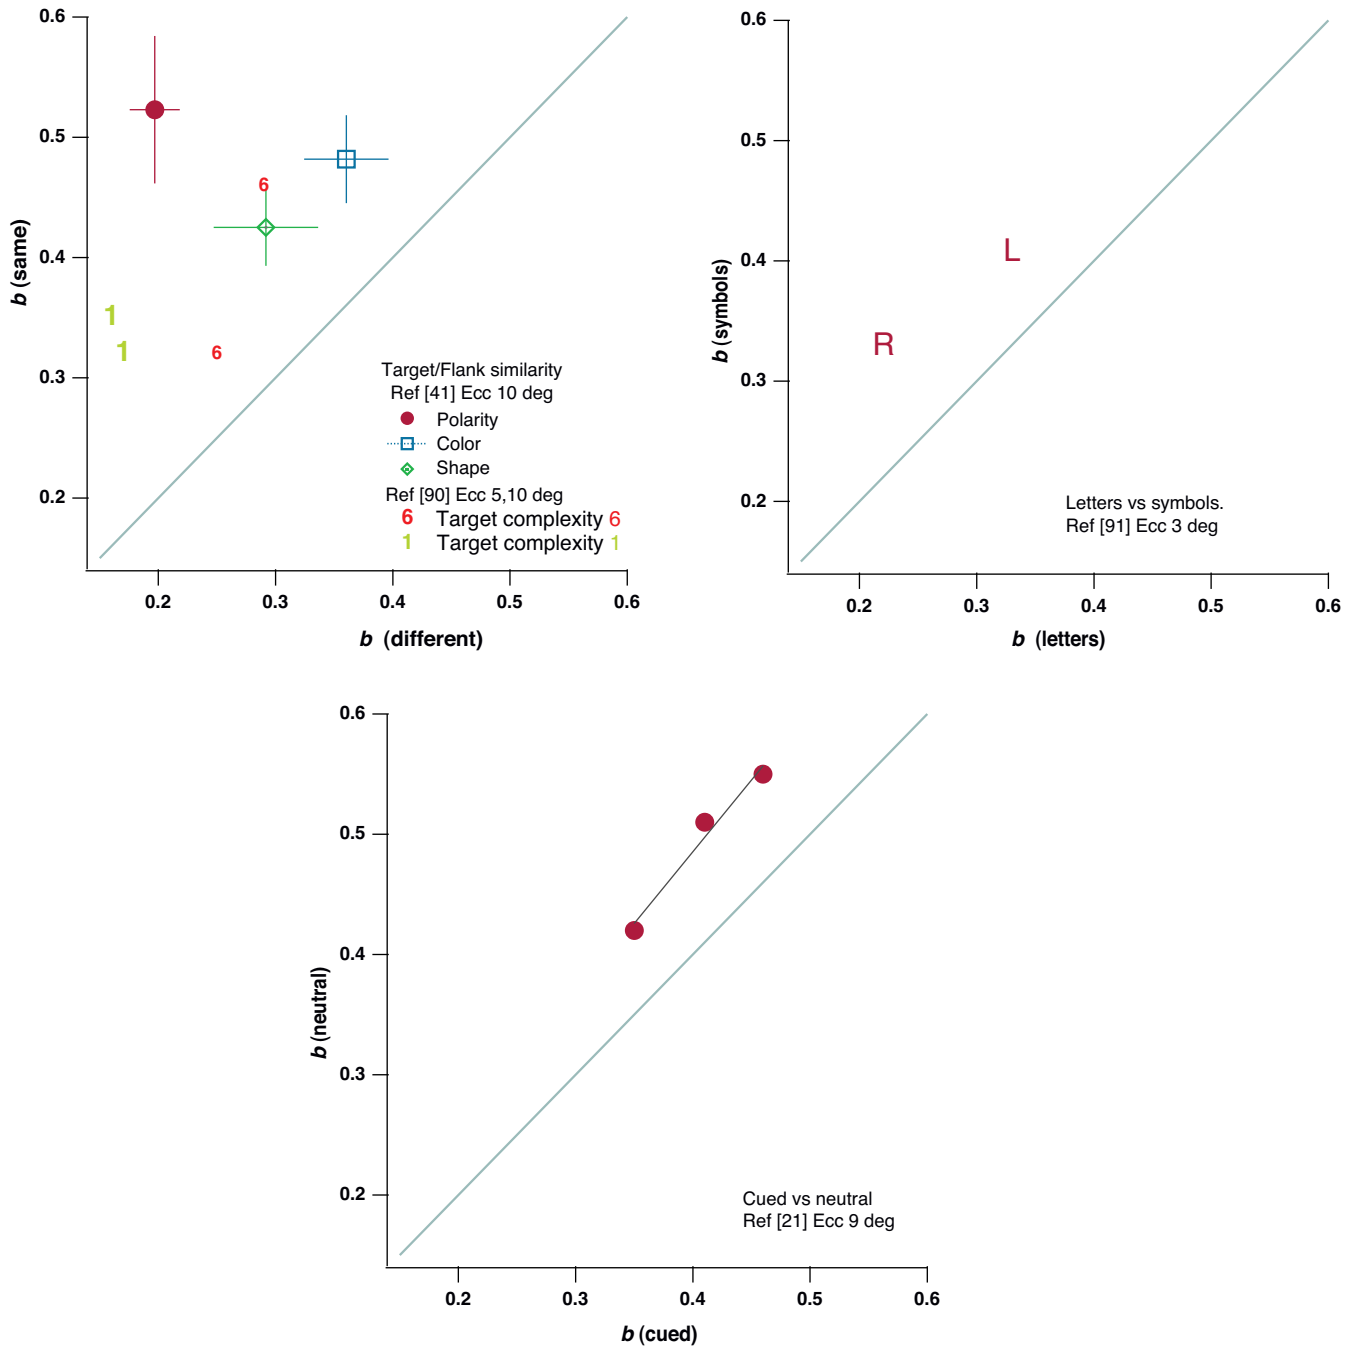 0.6
0.5
0.4
0.3
0.2
b (same)
1
1
6
6
Target/Flank similarity
Ref [41] Ecc 10 deg
Polarity
Color
Shape
Ref [90] Ecc 5,10 deg
6 Target complexity 6
1 Target complexity 1
0.2 0.3 0.4 0.5 0.6
b (different)
0.6
0.5
0.4
0.3
0.2
b (symbols)
L
R
Letters vs symbols.
Ref [91] Ecc 3 deg
0.2 0.3 0.4 0.5 0.6
b (letters)
0.6
0.5
0.4
0.3
0.2
b (neutral)
Cued vs neutral
Ref [21] Ecc 9 deg
0.2 0.3 0.4 0.5 0.6
b (cued)